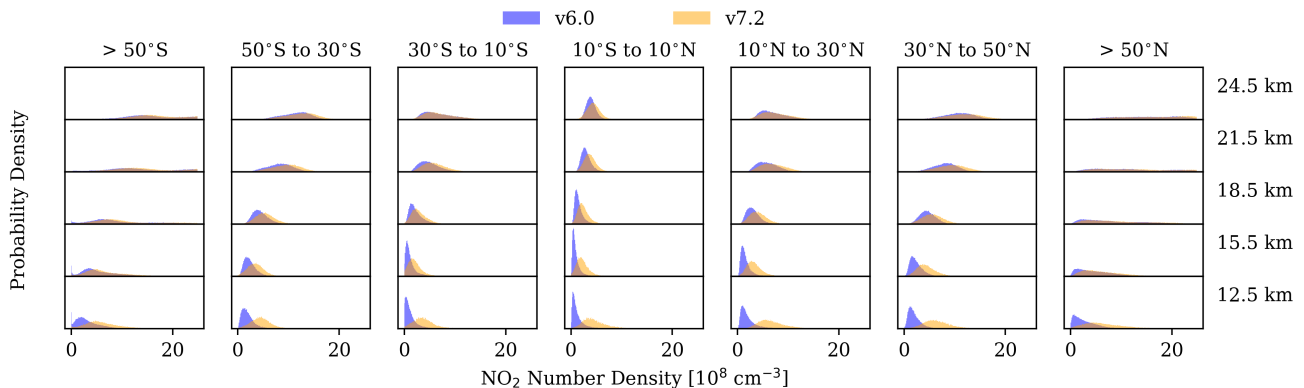 v6.0 v7.2
> 50°S 50°S to 30°S 30°S to 10°S 10°S to 10°N 10°N to 30°N 30°N to 50°N > 50°N
24.5 km
21.5 km
18.5 km
15.5 km
12.5 km
Probability Density
0 20 0 20 0 20 0 20 0 20 0 20 0 20
NO₂ Number Density [10⁸ cm⁻³]